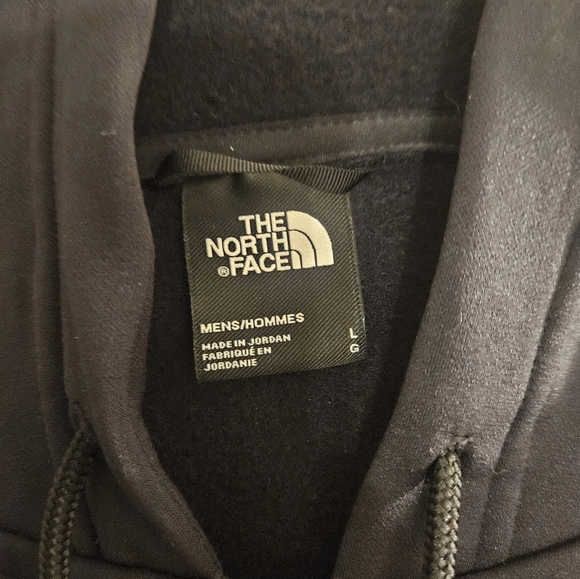 THE
NORTH
® FACE
MENS/HOMMES
MADE IN JORDAN
FABRIQUÉ EN
JORDANIE
L
G